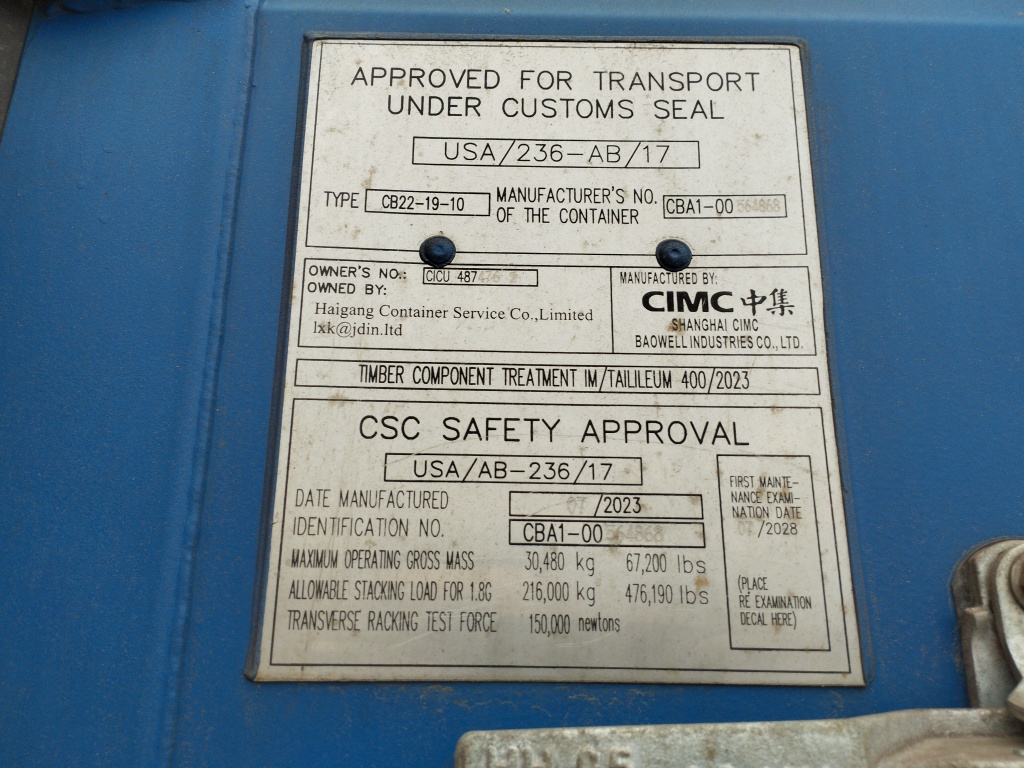 APPROVED FOR TRANSPORT
UNDER CUSTOMS SEAL
USA/236-AB/17
TYPE CB22-19-10 MANUFACTURER'S NO. OF THE CONTAINER CBA1-00 564868
OWNER'S NO.: CICU 487
OWNED BY:
Haigang Container Service Co.,Limited
lxk@jdin.ltd
MANUFACTURED BY:
CIMC 中集
SHANGHAI CIMC
BAOWELL INDUSTRIES CO., LTD.
TIMBER COMPONENT TREATMENT IM/TAILILEUM 400/2023
CSC SAFETY APPROVAL
USA/AB-236/17
DATE MANUFACTURED 07/2023
IDENTIFICATION NO. CBA1-00 564868
MAXIMUM OPERATING GROSS MASS 30,480 kg 67,200 lbs
ALLOWABLE STACKING LOAD FOR 1.8G 216,000 kg 476,190 lbs
TRANSVERSE RACKING TEST FORCE 150,000 newtons
FIRST MAINTE-
NANCE EXAMI-
NATION DATE
07/2028
(PLACE
RE EXAMINATION
DECAL HERE)